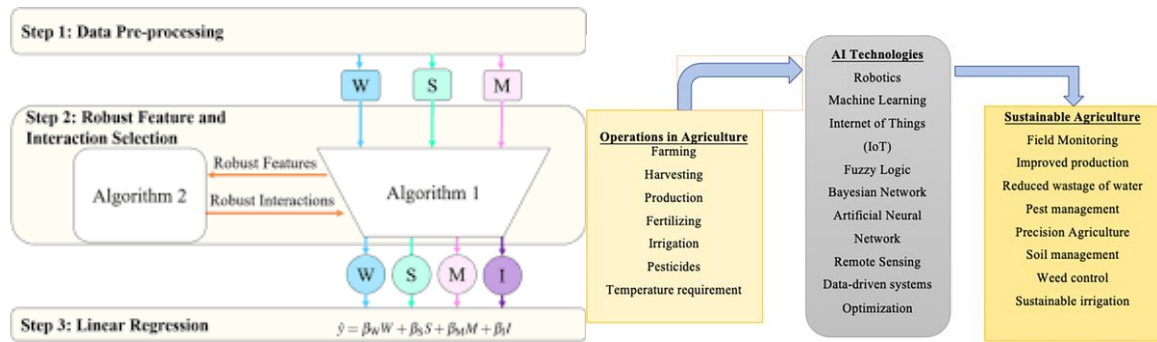 Step 1: Data Pre-processing
W
S
M
Step 2: Robust Feature and
Interaction Selection
Robust Features
Algorithm 2
Robust Interactions
Algorithm 1
W
S
M
I
Step 3: Linear Regression
ŷ = β_W W + β_S S + β_M M + β_I I
Operations in Agriculture
Farming
Harvesting
Production
Fertilizing
Irrigation
Pesticides
Temperature requirement
AI Technologies
Robotics
Machine Learning
Internet of Things
(IoT)
Fuzzy Logic
Bayesian Network
Artificial Neural
Network
Remote Sensing
Data-driven systems
Optimization
Sustainable Agriculture
Field Monitoring
Improved production
Reduced wastage of water
Pest management
Precision Agriculture
Soil management
Weed control
Sustainable irrigation